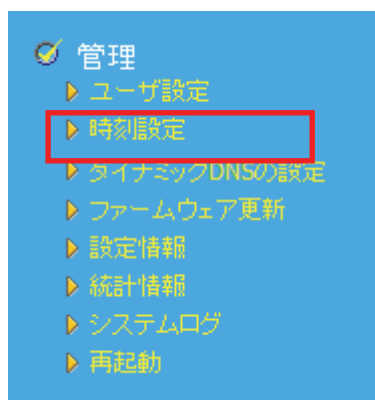 管理
ユーザ設定
時刻設定
ダイナミックDNSの設定
ファームウェア更新
設定情報
統計情報
システムログ
再起動